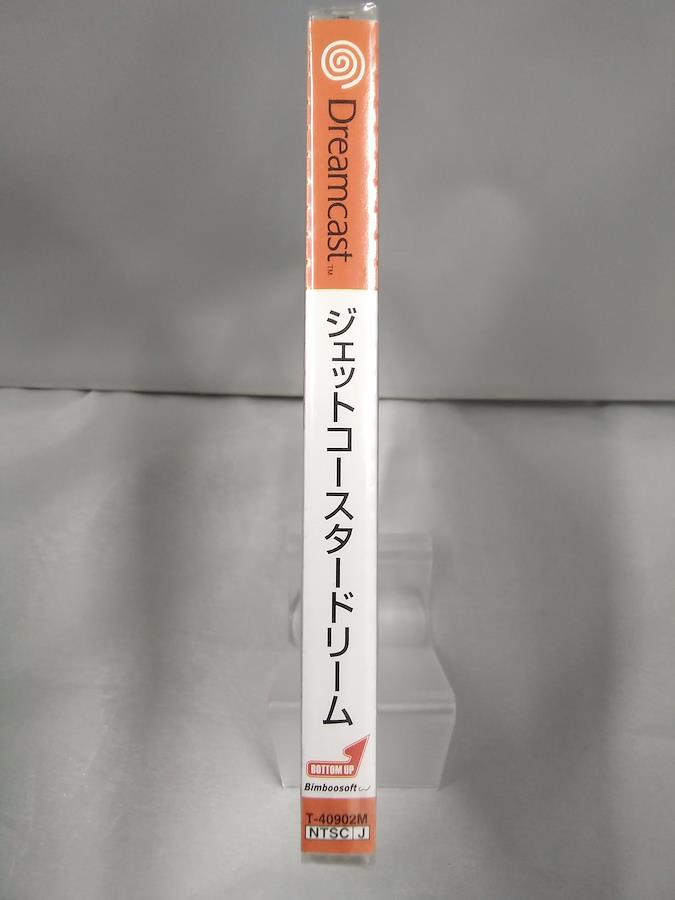 Dreamcast™
ジェットコースタードリーム
BOTTOM UP
Bimboosoft
T-40902M
NTSC J